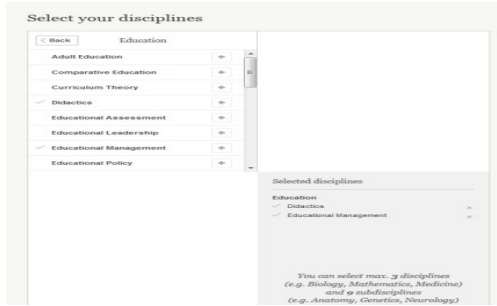 Select your disciplines
< Back
Education
Adult Education
Comparative Education
Curriculum Theory
Didactics
Educational Assessment
Educational Leadership
Educational Management
Educational Policy
Selected disciplines
Education
Didactics
Educational Management
You can select max. 3 disciplines
(e.g. Biology, Mathematics, Medicine)
and 9 subdisciplines
(e.g. Anatomy, Genetics, Neurology)